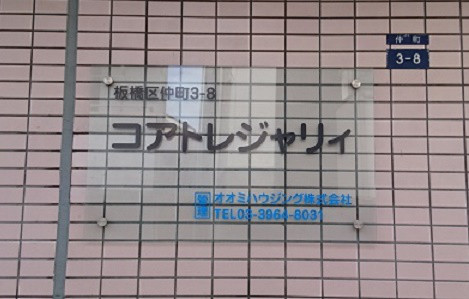 仲町
3-8
板橋区仲町3-8
コアトレジャリィ
オオミハウジング株式会社
TEL03-3964-8031